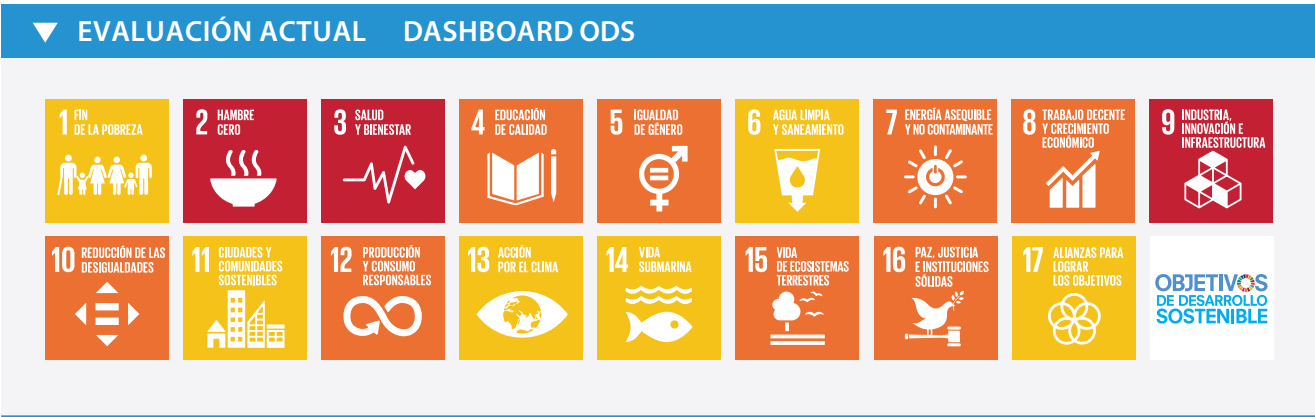 EVALUACIÓN ACTUAL DASHBOARD ODS
1 FIN
DE LA POBREZA
2 HAMBRE
CERO
3 SALUD
Y BIENESTAR
4 EDUCACIÓN
DE CALIDAD
5 IGUALDAD
DE GÉNERO
6 AGUA LIMPIA
Y SANEAMIENTO
7 ENERGÍA ASEQUIBLE
Y NO CONTAMINANTE
8 TRABAJO DECENTE
Y CRECIMIENTO
ECONÓMICO
9 INDUSTRIA,
INNOVACIÓN E
INFRAESTRUCTURA
10 REDUCCIÓN DE LAS
DESIGUALDADES
11 CIUDADES Y
COMUNIDADES
SOSTENIBLES
12 PRODUCCIÓN
Y CONSUMO
RESPONSABLES
13 ACCIÓN
POR EL CLIMA
14 VIDA
SUBMARINA
15 VIDA
DE ECOSISTEMAS
TERRESTRES
16 PAZ, JUSTICIA
E INSTITUCIONES
SÓLIDAS
17 ALIANZAS PARA
LOGRAR
LOS OBJETIVOS
OBJETIVOS
DE DESARROLLO
SOSTENIBLE